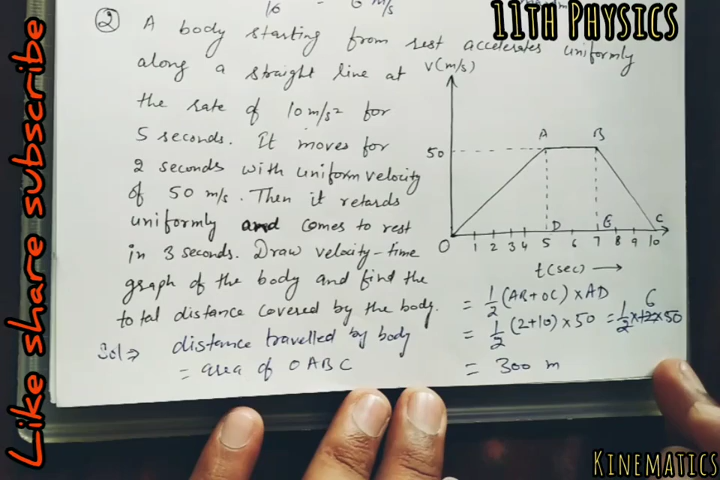 11th Physics
Like share subscribe
② A body starting from rest accelerates uniformly
along a straight line at
the rate of 10 m/s² for
5 seconds. It moves for
2 seconds with uniform velocity
of 50 m/s. Then it retards
uniformly and comes to rest
in 3 seconds. Draw velocity-time
graph of the body and find the
total distance covered by the body.
Sol ⇒ distance travelled by body
= area of OABC
V(m/s)
50
A B
O 1 2 3 4 5 6 7 8 9 10
D E C
t(sec) →
= 1/2 (AB+OC) × AD
= 1/2 (2+10) × 50 = 1/2 × 12 × 50
6
= 300 m
Kinematics